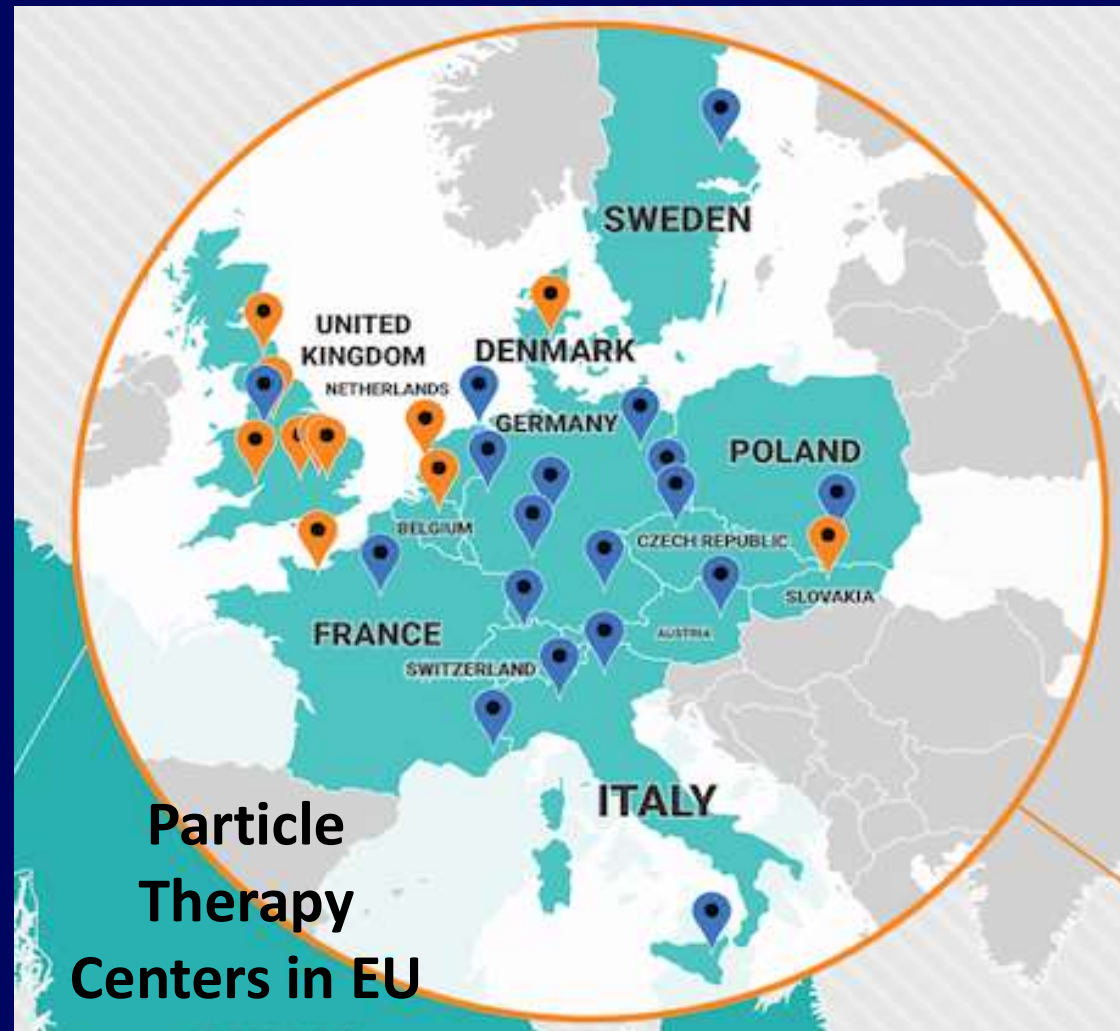 SWEDEN
UNITED
KINGDOM
DENMARK
NETHERLANDS
GERMANY
POLAND
BELGIUM
CZECH REPUBLIC
SLOVAKIA
FRANCE
AUSTRIA
SWITZERLAND
ITALY
Particle
Therapy
Centers in EU